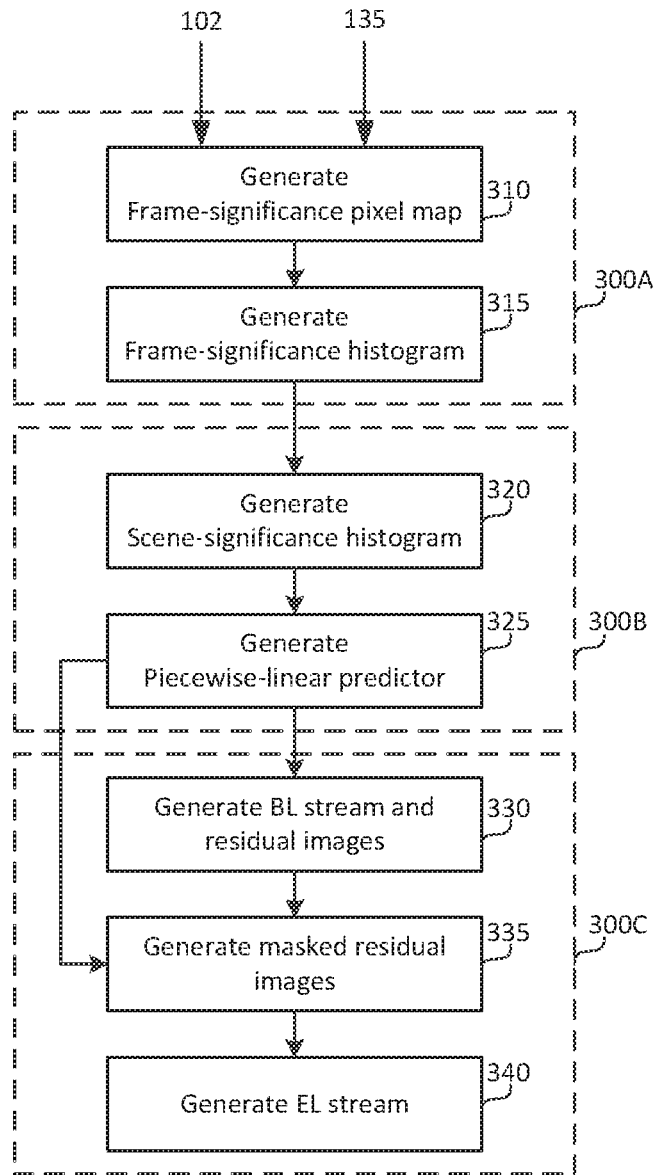 102
135
Generate
Frame-significance pixel map
310
Generate
Frame-significance histogram
315
300A
Generate
Scene-significance histogram
320
Generate
Piecewise-linear predictor
325
300B
Generate BL stream and
residual images
330
Generate masked residual
images
335
300C
Generate EL stream
340